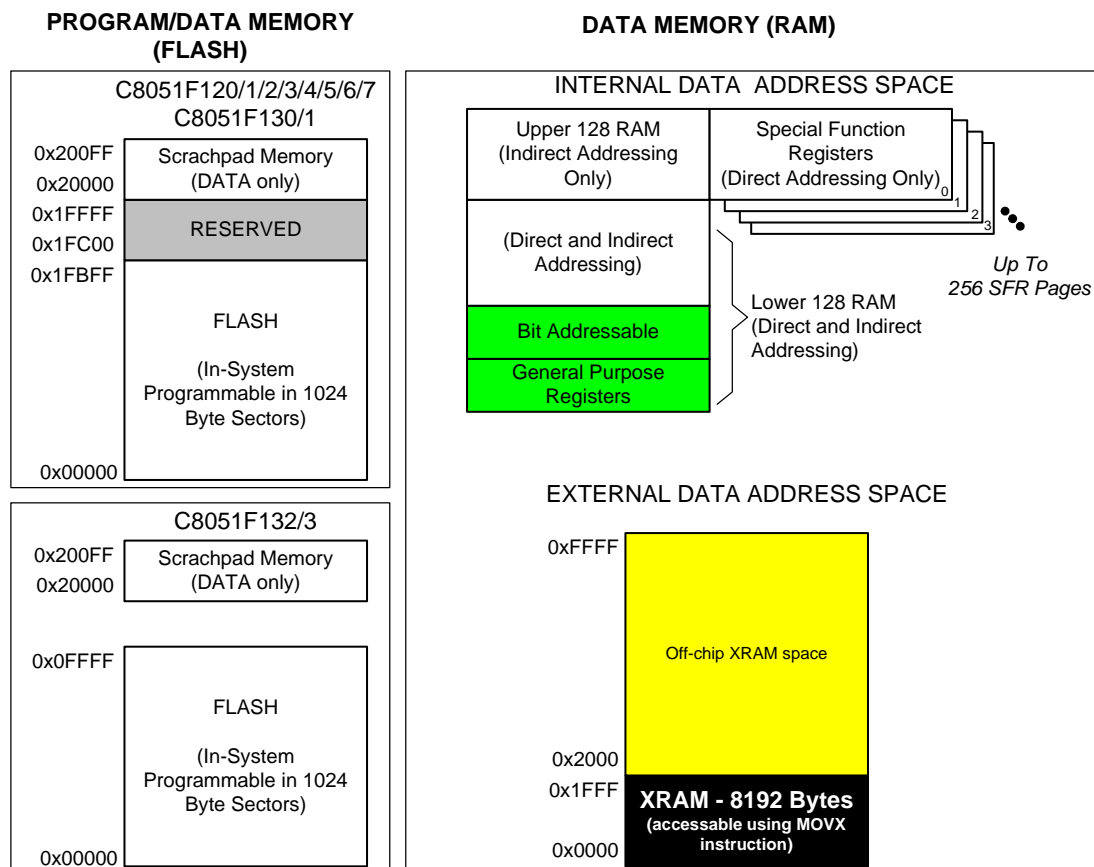 PROGRAM/DATA MEMORY
(FLASH)
DATA MEMORY (RAM)
C8051F120/1/2/3/4/5/6/7
C8051F130/1
0x200FF
0x20000
Scrachpad Memory
(DATA only)
0x1FFFF
0x1FC00
RESERVED
0x1FBFF
FLASH
(In-System
Programmable in 1024
Byte Sectors)
0x00000
C8051F132/3
0x200FF
0x20000
Scrachpad Memory
(DATA only)
0x0FFFF
FLASH
(In-System
Programmable in 1024
Byte Sectors)
0x00000
INTERNAL DATA ADDRESS SPACE
Upper 128 RAM
(Indirect Addressing
Only)
Special Function
Registers
(Direct Addressing Only)
0
1
2
3
Up To
256 SFR Pages
(Direct and Indirect
Addressing)
Bit Addressable
General Purpose
Registers
Lower 128 RAM
(Direct and Indirect
Addressing)
EXTERNAL DATA ADDRESS SPACE
0xFFFF
Off-chip XRAM space
0x2000
0x1FFF
XRAM - 8192 Bytes
(accessable using MOVX
instruction)
0x0000